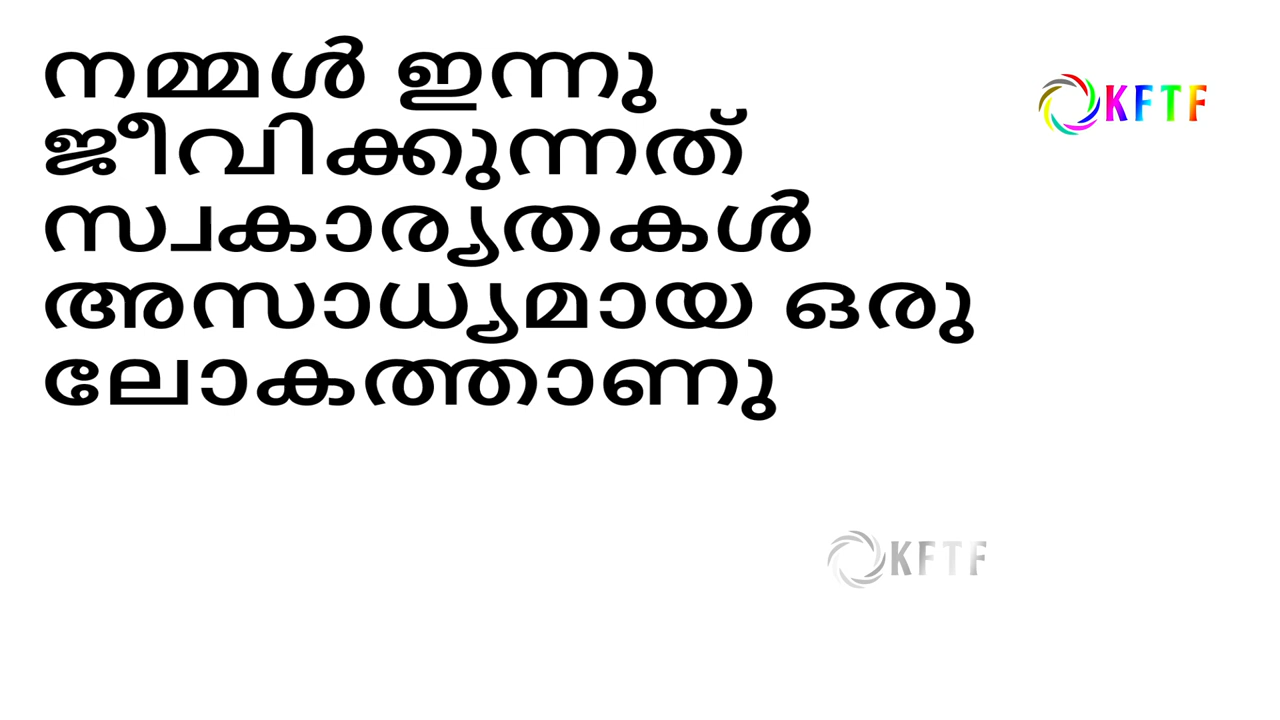 നമ്മൾ ഇന്നു
ജീവിക്കുന്നത്
സ്വകാര്യതകൾ
അസാധ്യമായ ഒരു
ലോകത്താണു
KFTF
KFTF